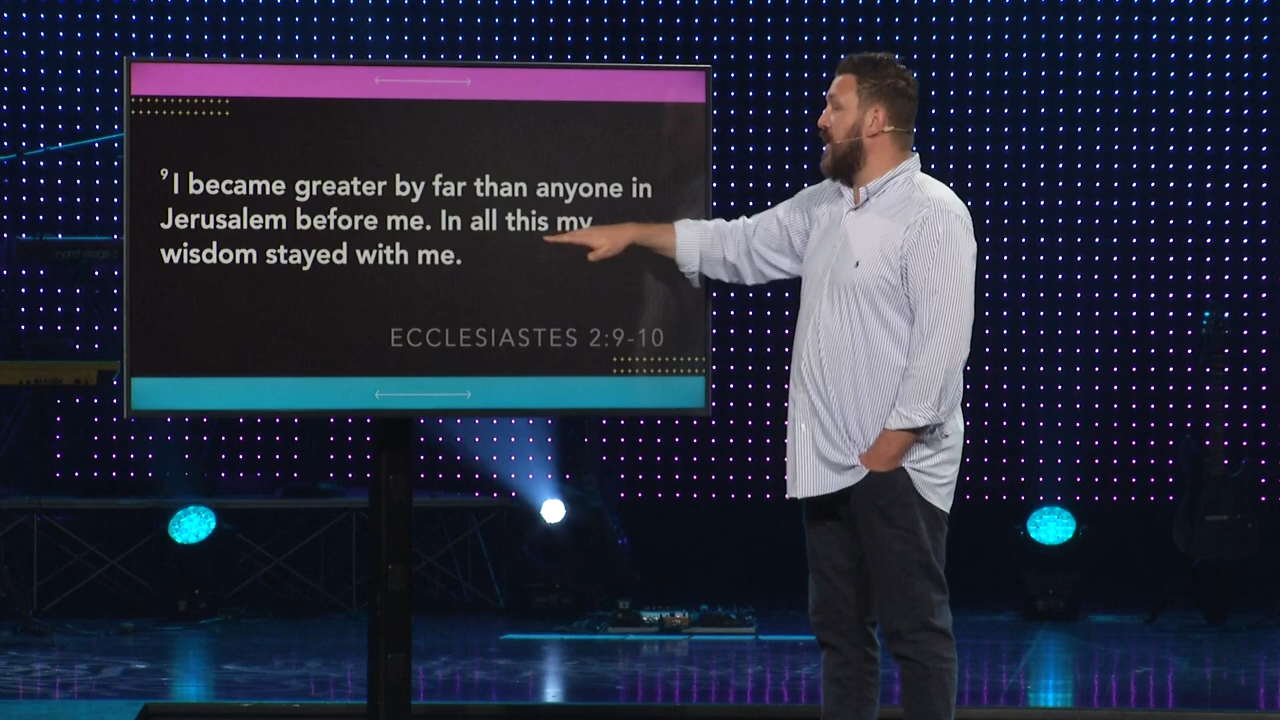 ⁹I became greater by far than anyone in
Jerusalem before me. In all this my
wisdom stayed with me.
ECCLESIASTES 2:9-10